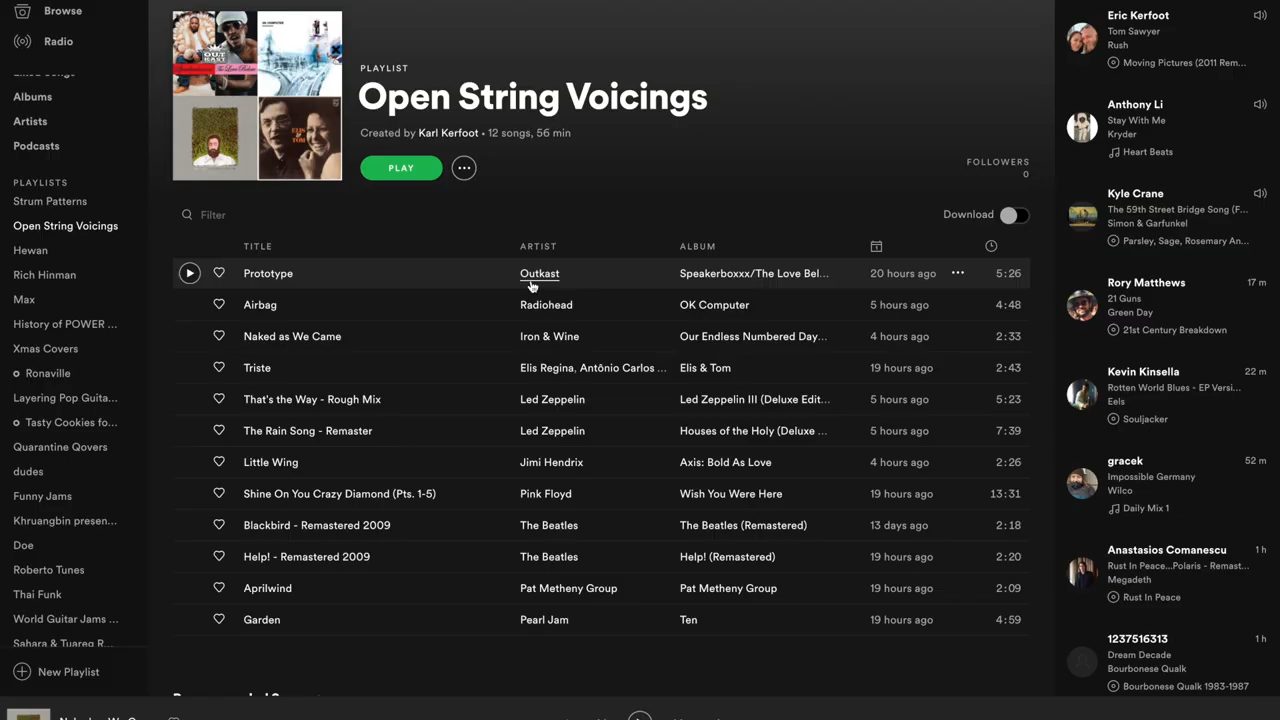 Browse
Radio
Albums
Artists
Podcasts
PLAYLISTS
Strum Patterns
Open String Voicings
Hewan
Rich Hinman
Max
History of POWER ...
Xmas Covers
Ronaville
Layering Pop Guita...
Tasty Cookies fo...
Quarantine Qovers
dudes
Funny Jams
Khruangbin presen...
Doe
Roberto Tunes
Thai Funk
World Guitar Jams ...
Sahara & Tuareg R...
New Playlist
OUTKAST
OK COMPUTER
ELIS & TOM
PLAYLIST
Open String Voicings
Created by Karl Kerfoot • 12 songs, 56 min
PLAY
FOLLOWERS
0
Filter
Download
TITLE ARTIST ALBUM
Prototype Outkast Speakerboxxx/The Love Bel... 20 hours ago 5:26
Airbag Radiohead OK Computer 5 hours ago 4:48
Naked as We Came Iron & Wine Our Endless Numbered Day... 4 hours ago 2:33
Triste Elis Regina, Antônio Carlos ... Elis & Tom 19 hours ago 2:43
That's the Way - Rough Mix Led Zeppelin Led Zeppelin III (Deluxe Edit... 5 hours ago 5:23
The Rain Song - Remaster Led Zeppelin Houses of the Holy (Deluxe ... 5 hours ago 7:39
Little Wing Jimi Hendrix Axis: Bold As Love 4 hours ago 2:26
Shine On You Crazy Diamond (Pts. 1-5) Pink Floyd Wish You Were Here 19 hours ago 13:31
Blackbird - Remastered 2009 The Beatles The Beatles (Remastered) 13 days ago 2:18
Help! - Remastered 2009 The Beatles Help! (Remastered) 19 hours ago 2:20
Aprilwind Pat Metheny Group Pat Metheny Group 19 hours ago 2:09
Garden Pearl Jam Ten 19 hours ago 4:59
Eric Kerfoot
Tom Sawyer
Rush
Moving Pictures (2011 Rem...
Anthony Li
Stay With Me
Kryder
Heart Beats
Kyle Crane
The 59th Street Bridge Song (F...
Simon & Garfunkel
Parsley, Sage, Rosemary An...
Rory Matthews 17 m
21 Guns
Green Day
21st Century Breakdown
Kevin Kinsella 22 m
Rotten World Blues - EP Versi...
Eels
Souljacker
gracek 52 m
Impossible Germany
Wilco
Daily Mix 1
Anastasios Comanescu 1 h
Rust In Peace...Polaris - Remast...
Megadeth
Rust In Peace
1237516313 1 h
Dream Decade
Bourbonese Qualk
Bourbonese Qualk 1983-1987